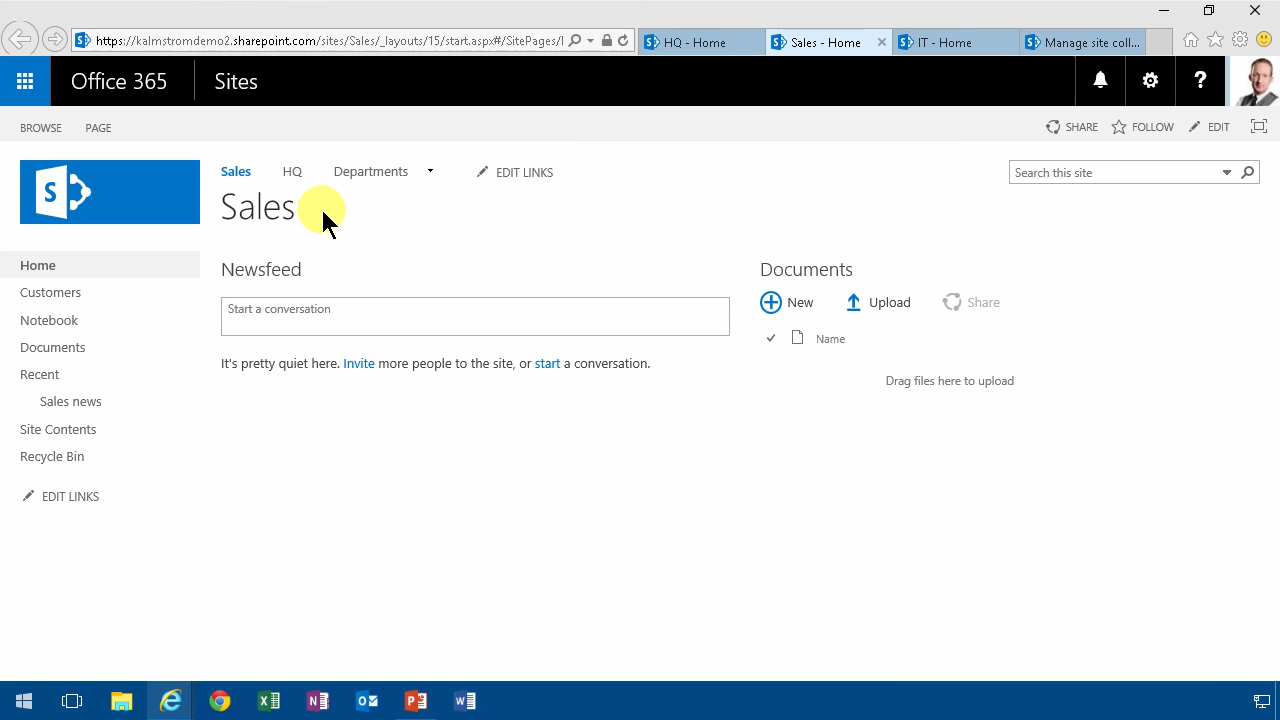 https://kalmstromdemo2.sharepoint.com/sites/Sales/_layouts/15/start.aspx#/SitePages/
HQ - Home
Sales - Home
IT - Home
Manage site coll...
Office 365
Sites
?
BROWSE
PAGE
SHARE
FOLLOW
EDIT
S
Sales
HQ
Departments
EDIT LINKS
Search this site
Sales
Home
Customers
Notebook
Documents
Recent
Sales news
Site Contents
Recycle Bin
EDIT LINKS
Newsfeed
Start a conversation
It's pretty quiet here. Invite more people to the site, or start a conversation.
Documents
New
Upload
Share
Name
Drag files here to upload